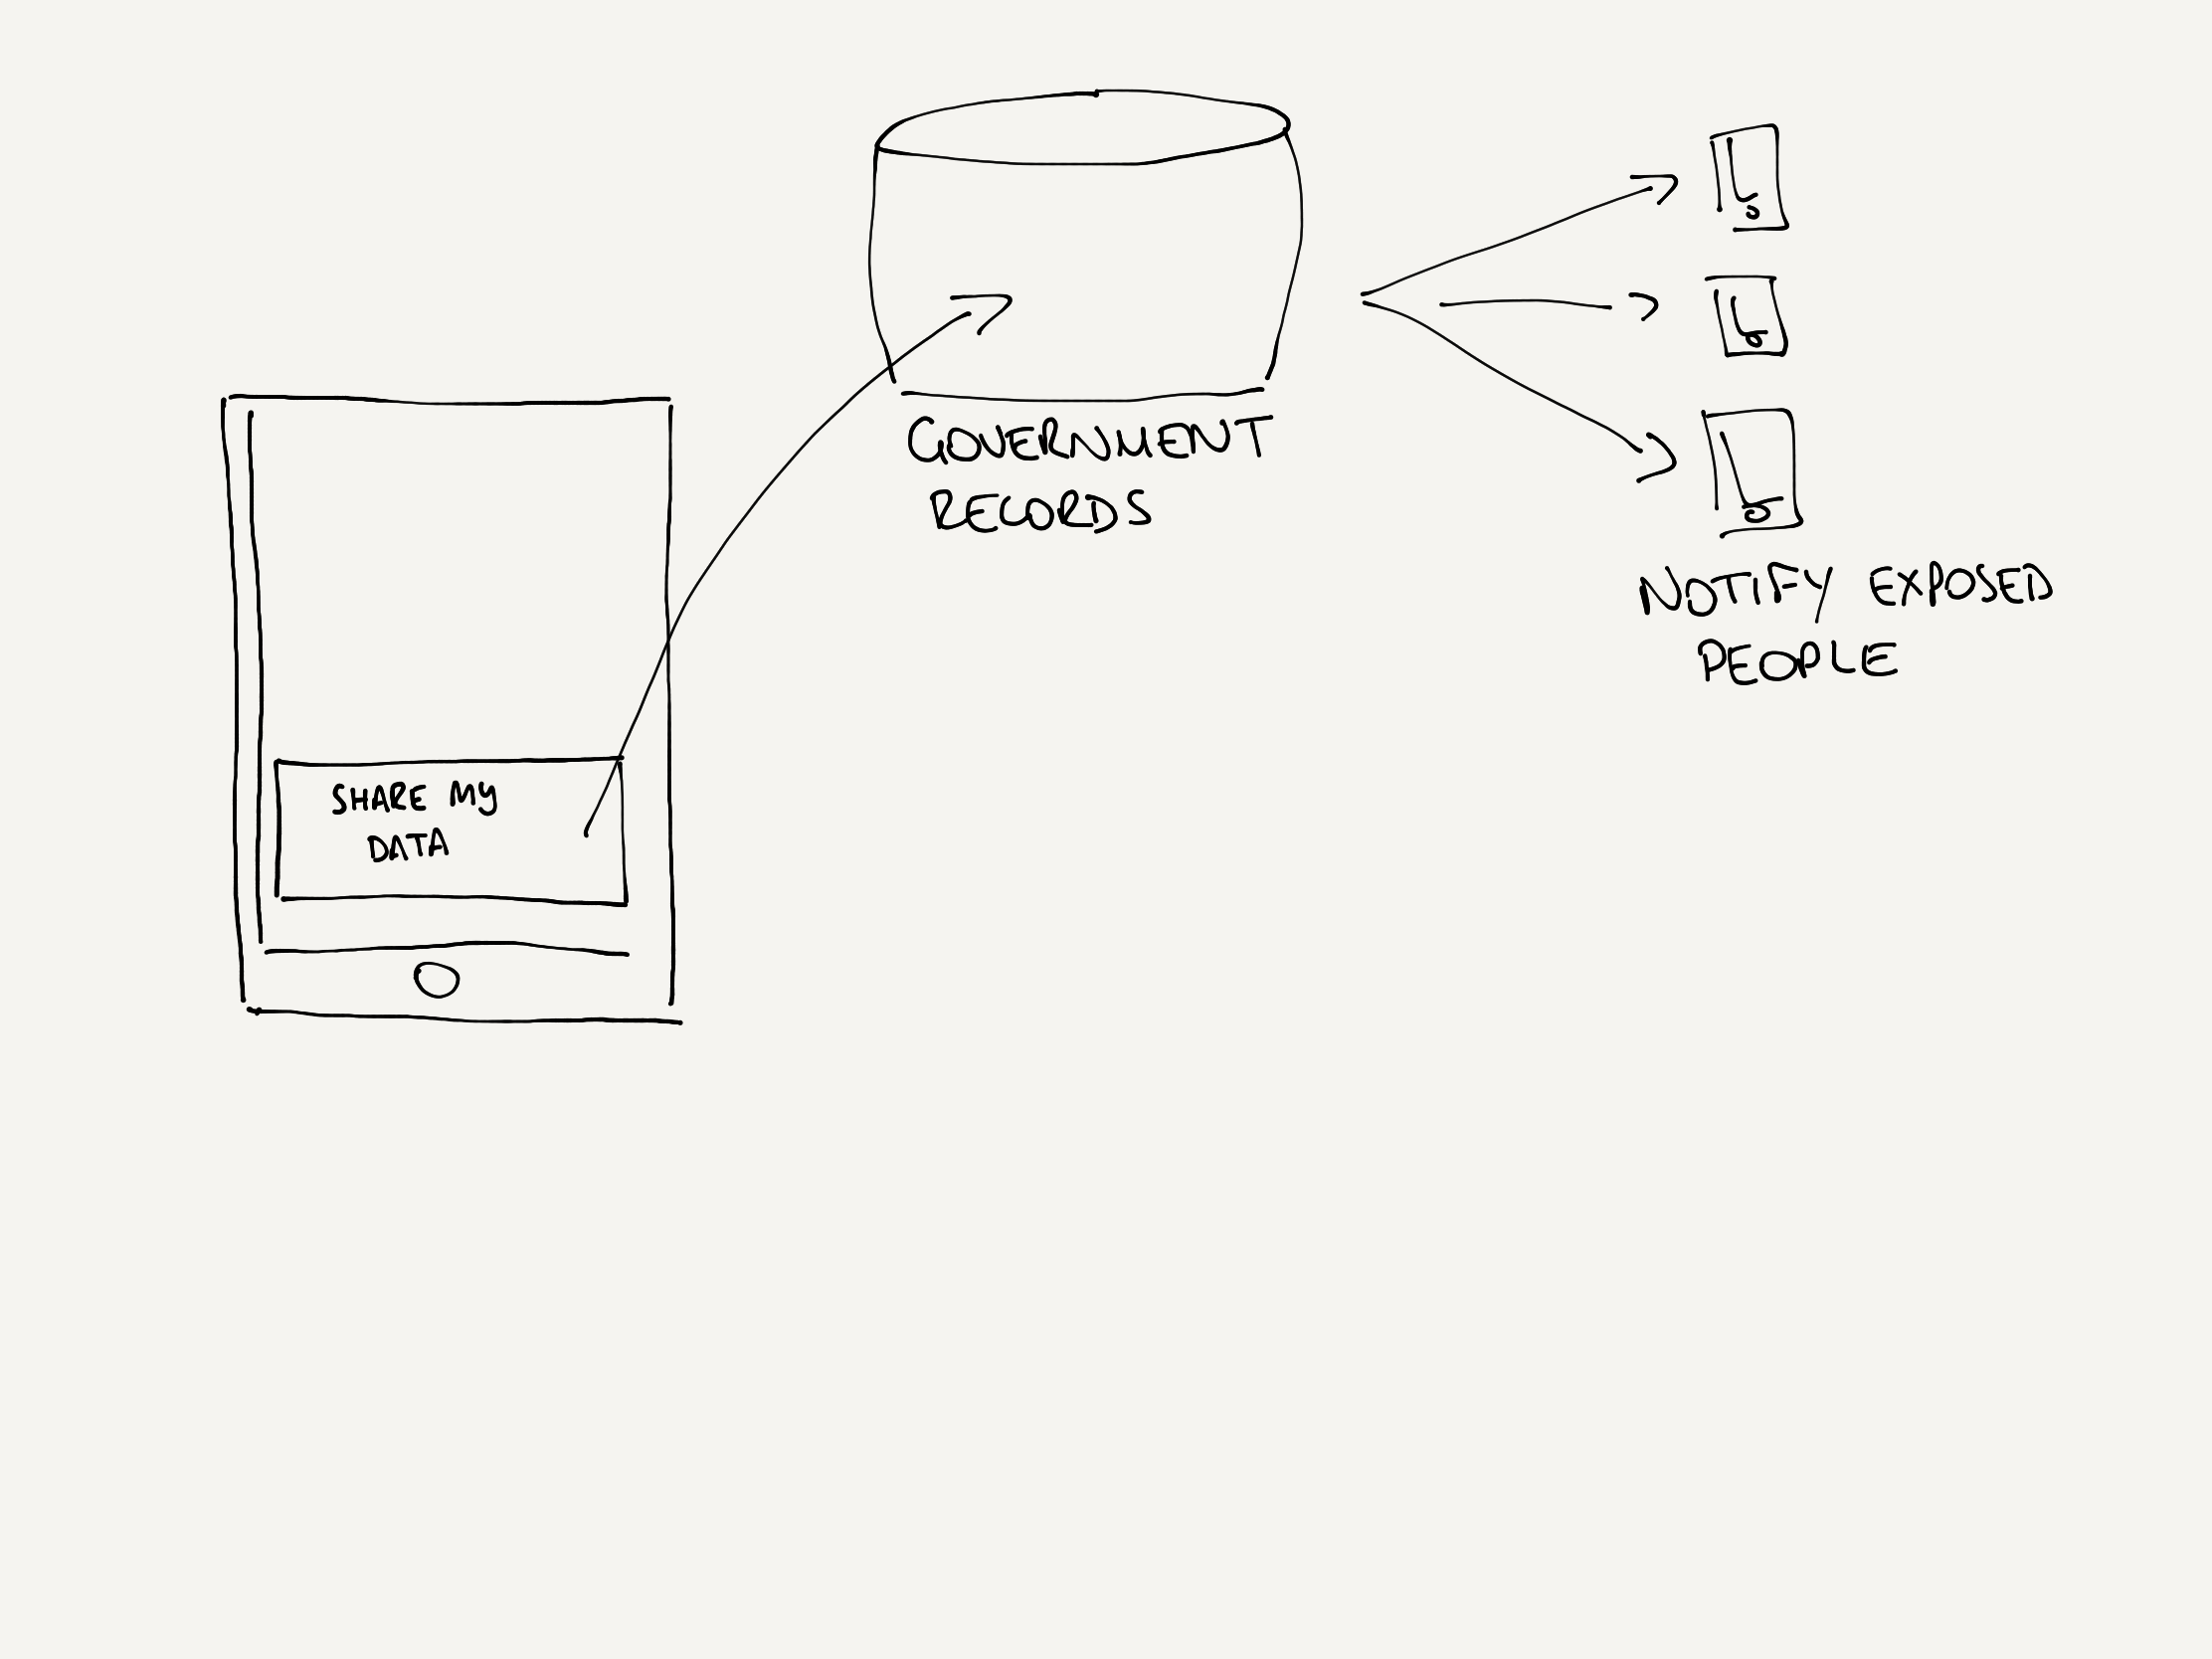 GOVERNMENT
RECORDS
NOTIFY EXPOSED
PEOPLE
SHARE MY
DATA